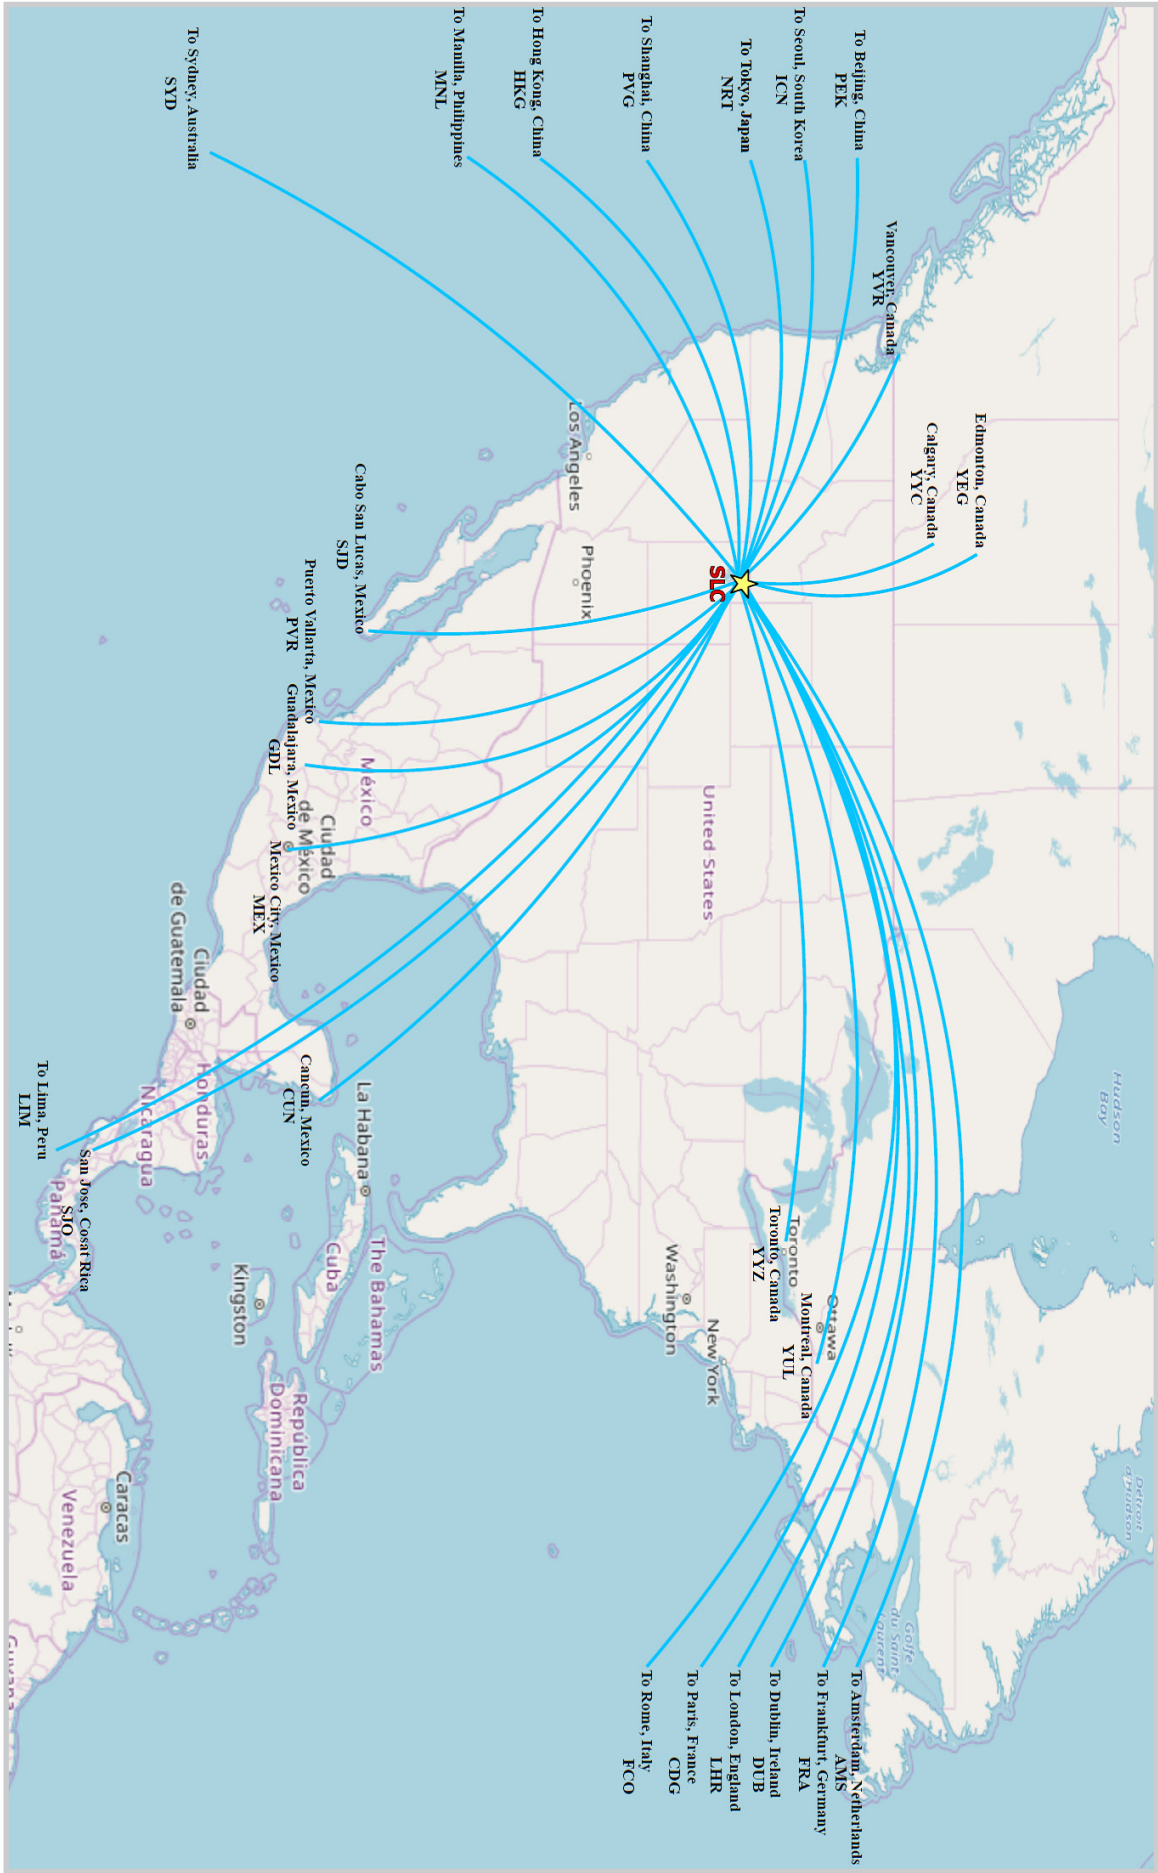 Détroit
d'Hudson
Hudson
Bay
Edmonton, Canada
YEG
Calgary, Canada
YYC
Vancouver, Canada
YVR
Golfe
du Saint
Laurent
To Beijing, China
PEK
To Seoul, South Korea
ICN
To Tokyo, Japan
NRT
To Shanghai, China
PVG
To Hong Kong, China
HKG
To Manilla, Philippines
MNL
To Sydney, Australia
SYD
SLC
United States
Ottawa
Montreal, Canada
YUL
Toronto
Toronto, Canada
YYZ
New York
Washington
To Amsterdam, Netherlands
AMS
To Frankfurt, Germany
FRA
To Dublin, Ireland
DUB
To London, England
LHR
To Paris, France
CDG
To Rome, Italy
FCO
Los Angeles
Phoenix
Cabo San Lucas, Mexico
SJD
Puerto Vallarta, Mexico
PVR
Guadalajara, Mexico
GDL
México
Ciudad
de México
Mexico City, Mexico
MEX
Cancun, Mexico
CUN
La Habana
The Bahamas
Cuba
Kingston
República
Dominicana
Ciudad
de Guatemala
Honduras
Nicaragua
San Jose, Cosat Rica
SJO
Panamá
To Lima, Peru
LIM
Caracas
Venezuela
Guyana